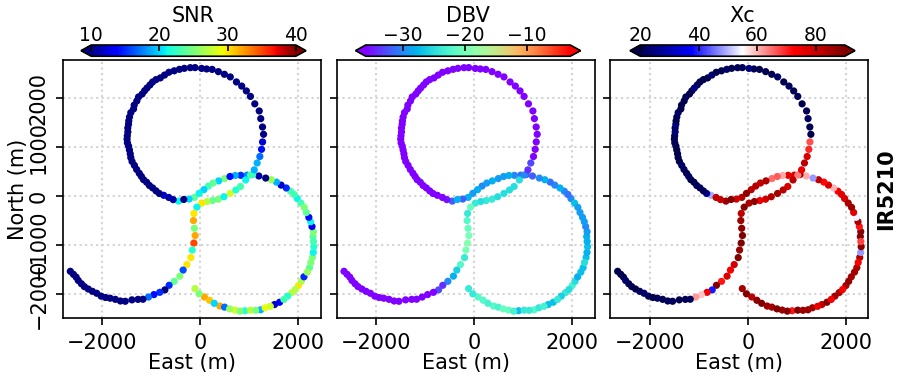 SNR DBV Xc
10 20 30 40 −30 −20 −10 20 40 60 80
North (m)
2000
1000
0
−1000
−2000
IR5210
−2000 0 2000 −2000 0 2000 −2000 0 2000
East (m) East (m) East (m)